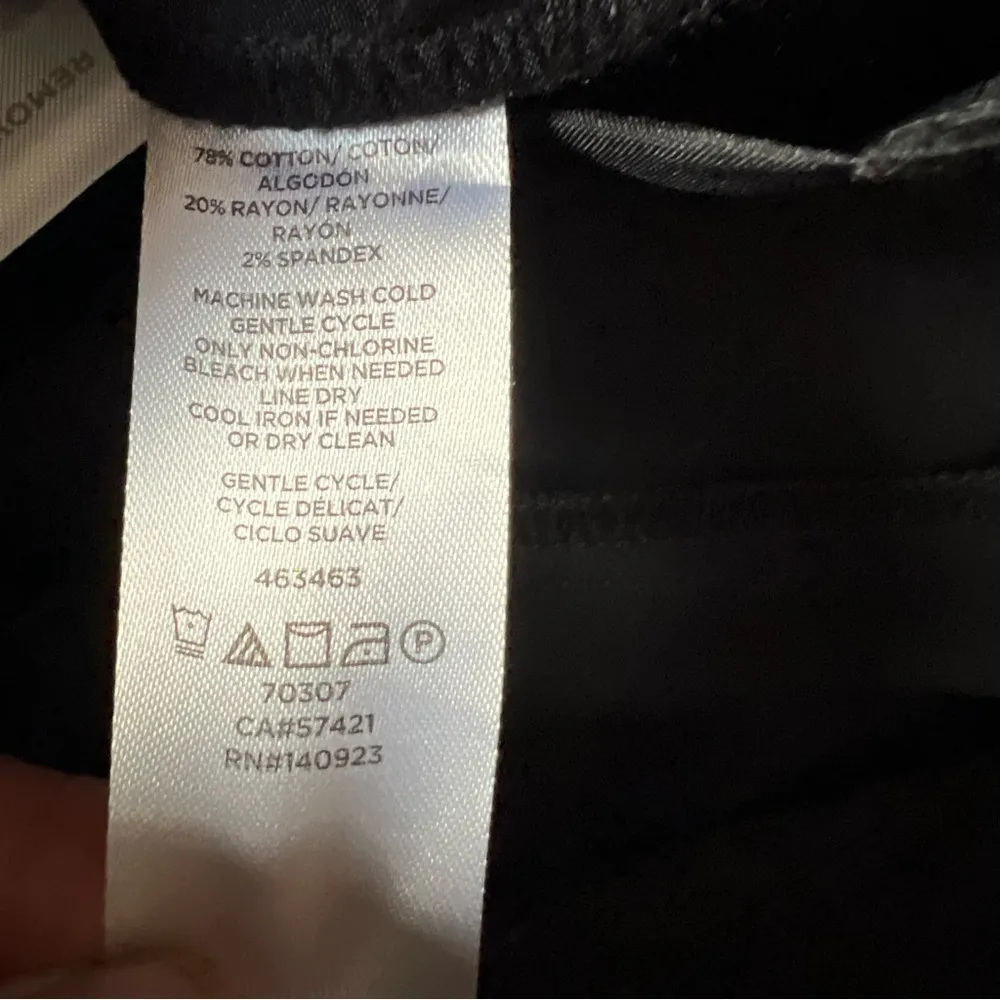 REMO
78% COTTON/ COTON/
ALGODÓN
20% RAYON/ RAYONNE/
RAYÓN
2% SPANDEX
MACHINE WASH COLD
GENTLE CYCLE
ONLY NON-CHLORINE
BLEACH WHEN NEEDED
LINE DRY
COOL IRON IF NEEDED
OR DRY CLEAN
GENTLE CYCLE/
CYCLE DÉLICAT/
CICLO SUAVE
463463
P
70307
CA#57421
RN#140923